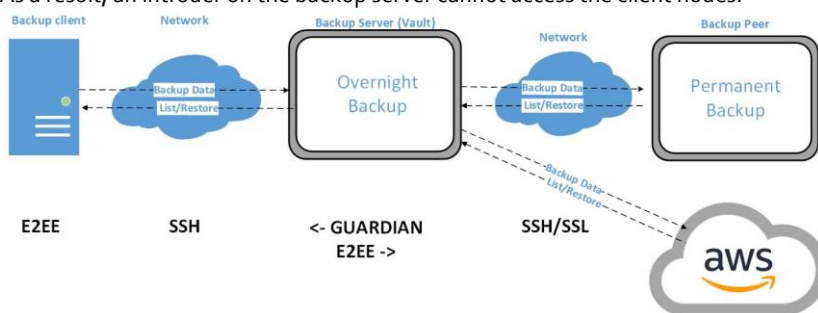 As a result, an intruder on the backup server cannot access the client nodes.
Backup client
Network
Backup Server (Vault)
Network
Backup Peer
Backup Data
List/Restore
Overnight
Backup
Backup Data
List/Restore
Permanent
Backup
Backup Data
List/Restore
E2EE
SSH
<- GUARDIAN
E2EE ->
SSH/SSL
aws